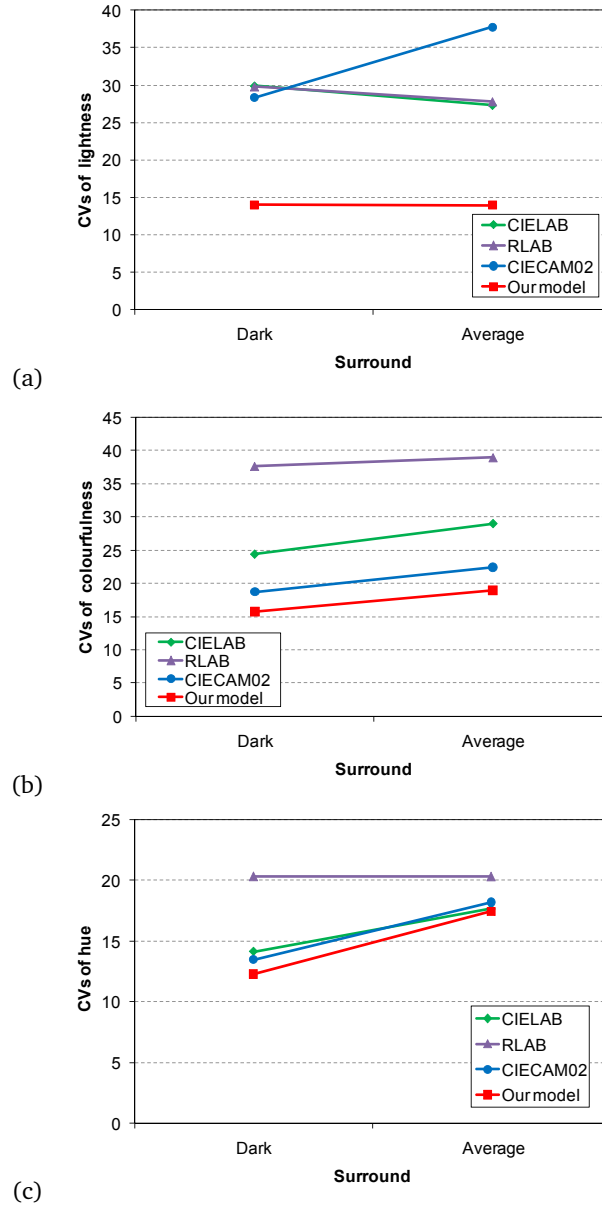 40
35
30
25
20
15
10
5
0
CVs of lightness
CIELAB
RLAB
CIECAM02
Our model
Dark Average
Surround
(a)
45
40
35
30
25
20
15
10
5
0
CVs of colourfulness
CIELAB
RLAB
CIECAM02
Our model
Dark Average
Surround
(b)
25
20
15
10
5
0
CVs of hue
CIELAB
RLAB
CIECAM02
Our model
Dark Average
Surround
(c)